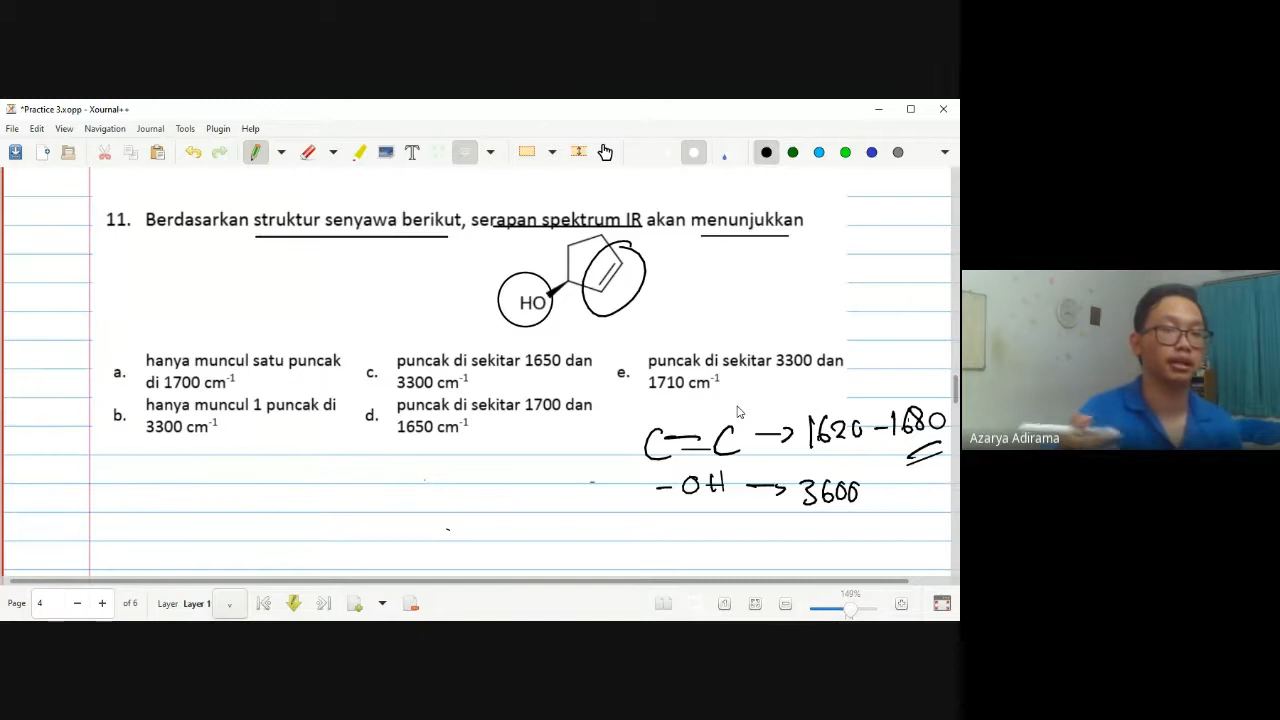 *Practice 3.xopp - Xournal++
File Edit View Navigation Journal Tools Plugin Help
11. Berdasarkan struktur senyawa berikut, serapan spektrum IR akan menunjukkan
HO
a. hanya muncul satu puncak
di 1700 cm⁻¹
b. hanya muncul 1 puncak di
3300 cm⁻¹
c. puncak di sekitar 1650 dan
3300 cm⁻¹
d. puncak di sekitar 1700 dan
1650 cm⁻¹
e. puncak di sekitar 3300 dan
1710 cm⁻¹
C=C → 1620 - 1680
- OH → 3600
Azarya Adirama
Page 4 of 6 Layer Layer 1 149%